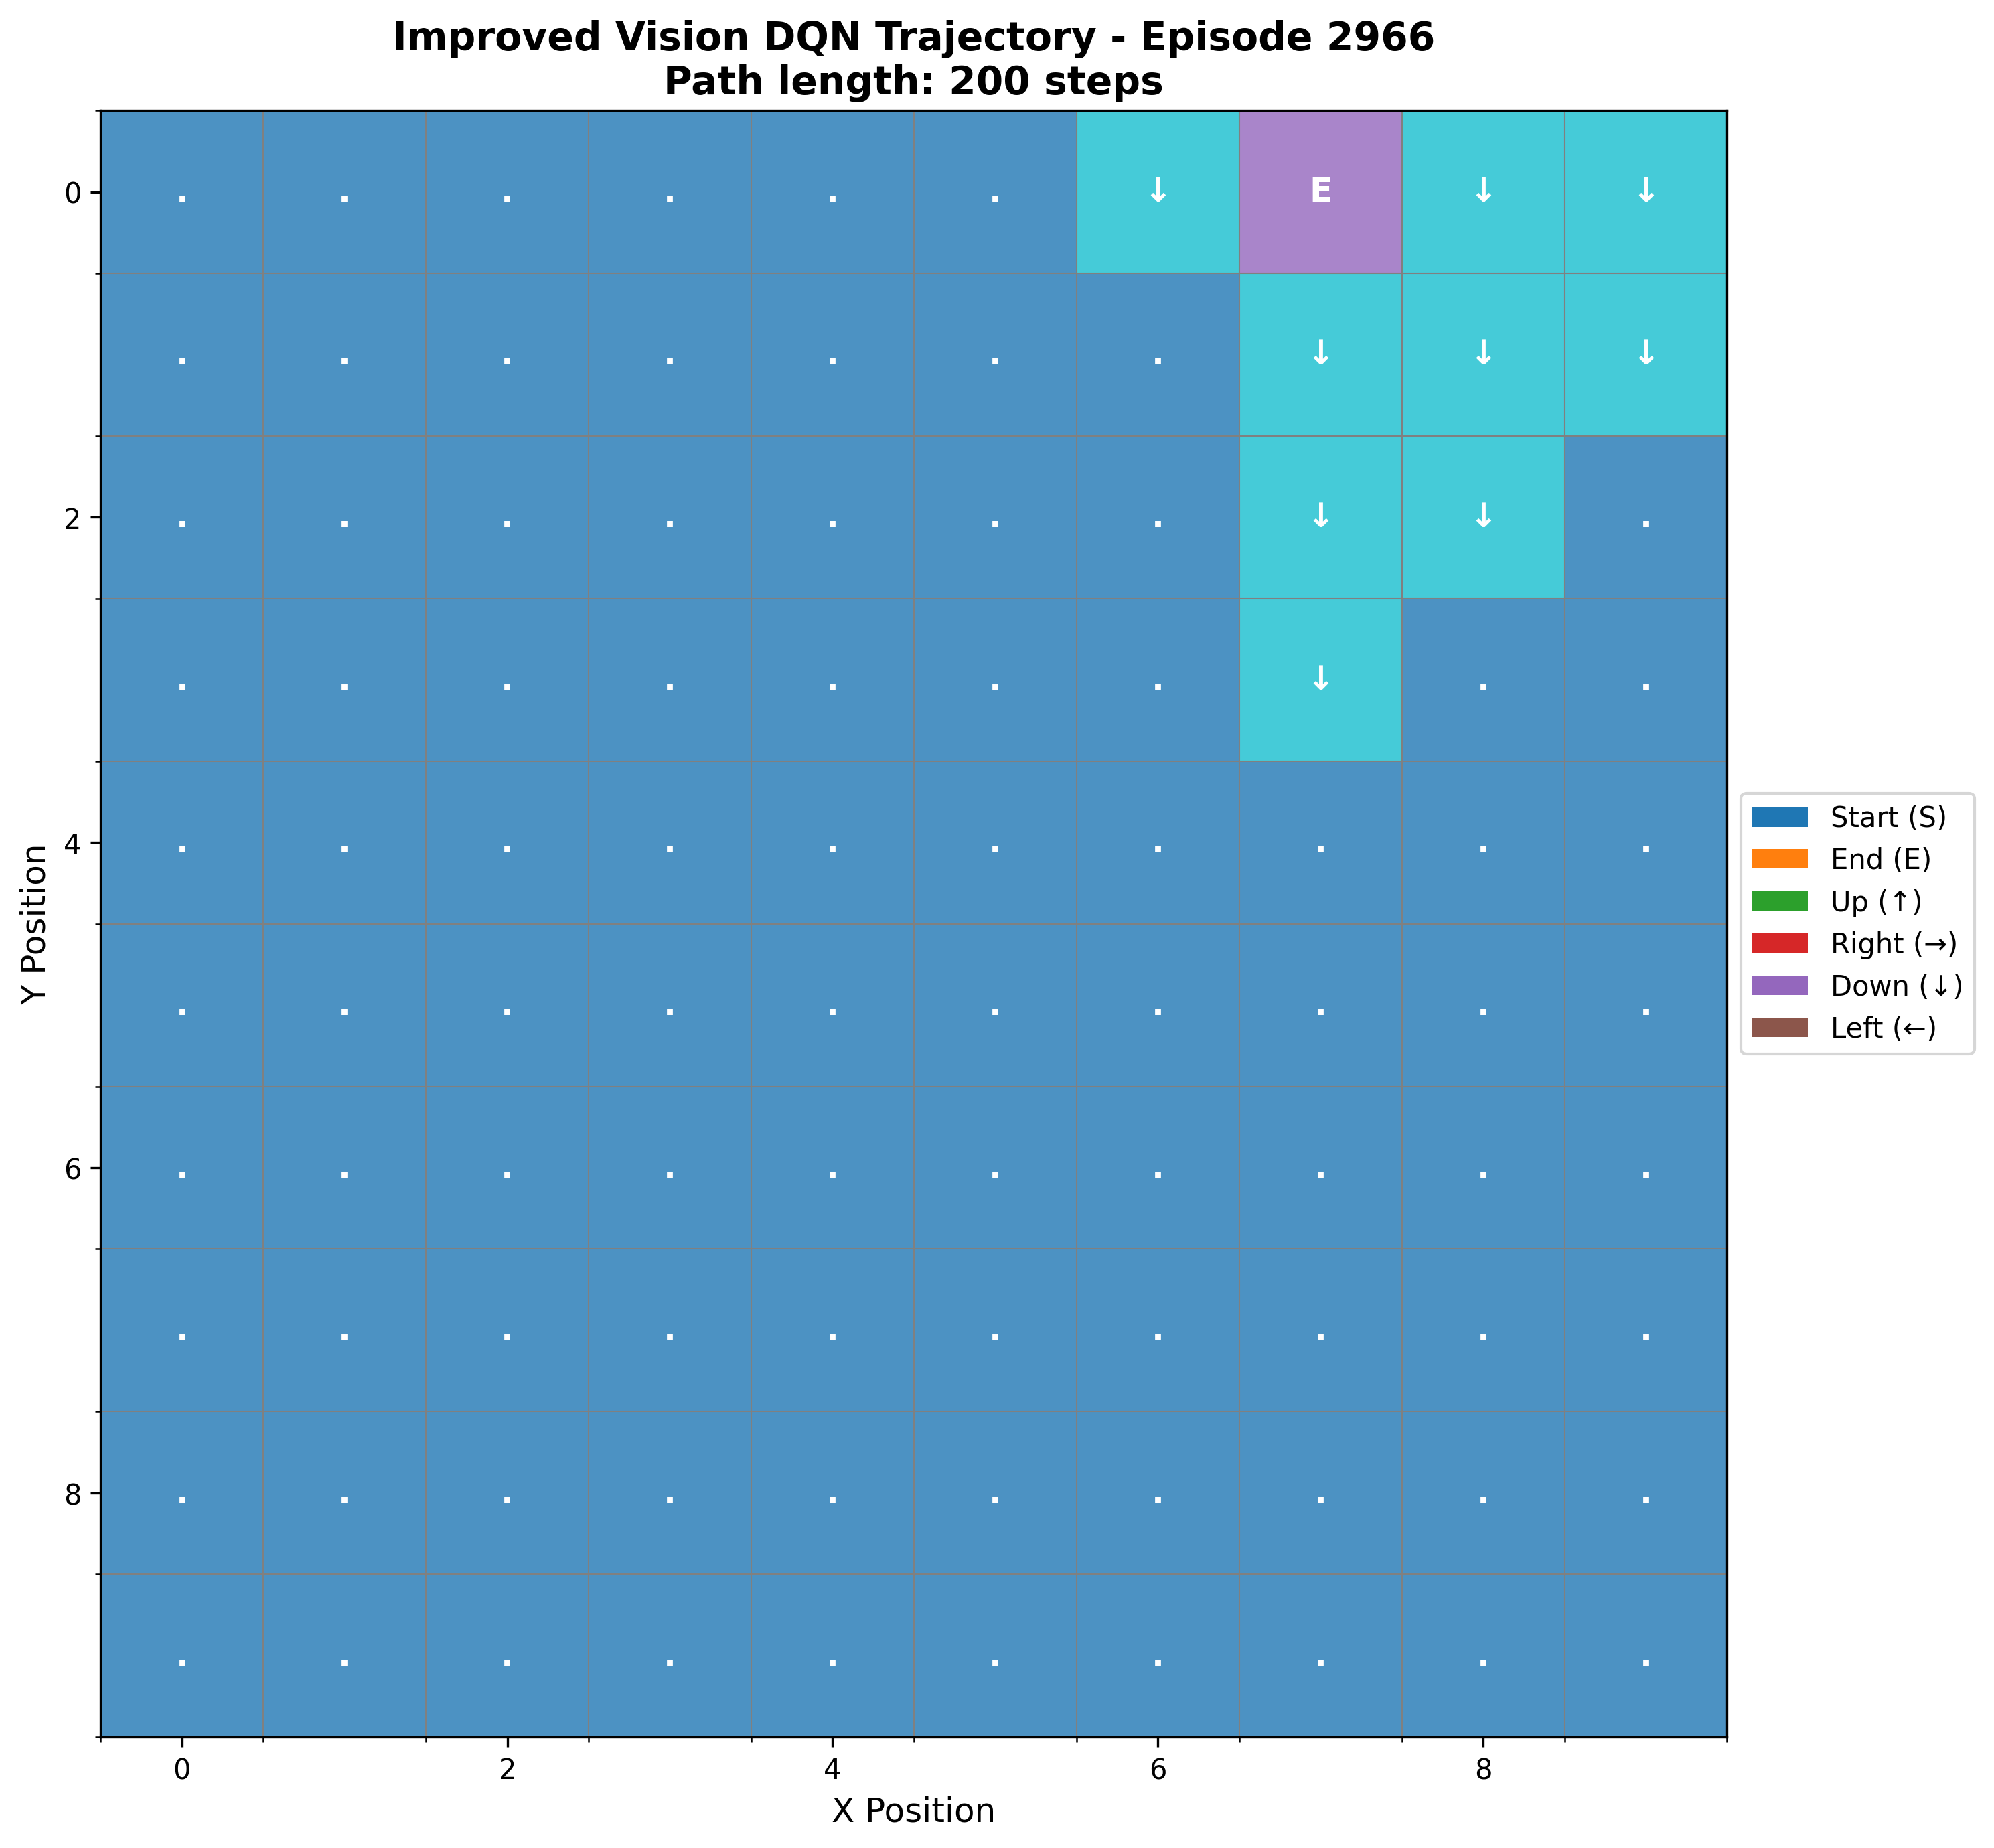 Improved Vision DQN Trajectory - Episode 2966
Path length: 200 steps
0 . . . . . . ↓ E ↓ ↓
. . . . . . . ↓ ↓ ↓
2 . . . . . . . ↓ ↓ .
. . . . . . . ↓ . .
4 . . . . . . . . . .
. . . . . . . . . .
6 . . . . . . . . . .
. . . . . . . . . .
8 . . . . . . . . . .
. . . . . . . . . .
0 2 4 6 8
X Position
Y Position
Start (S)
End (E)
Up (↑)
Right (→)
Down (↓)
Left (←)